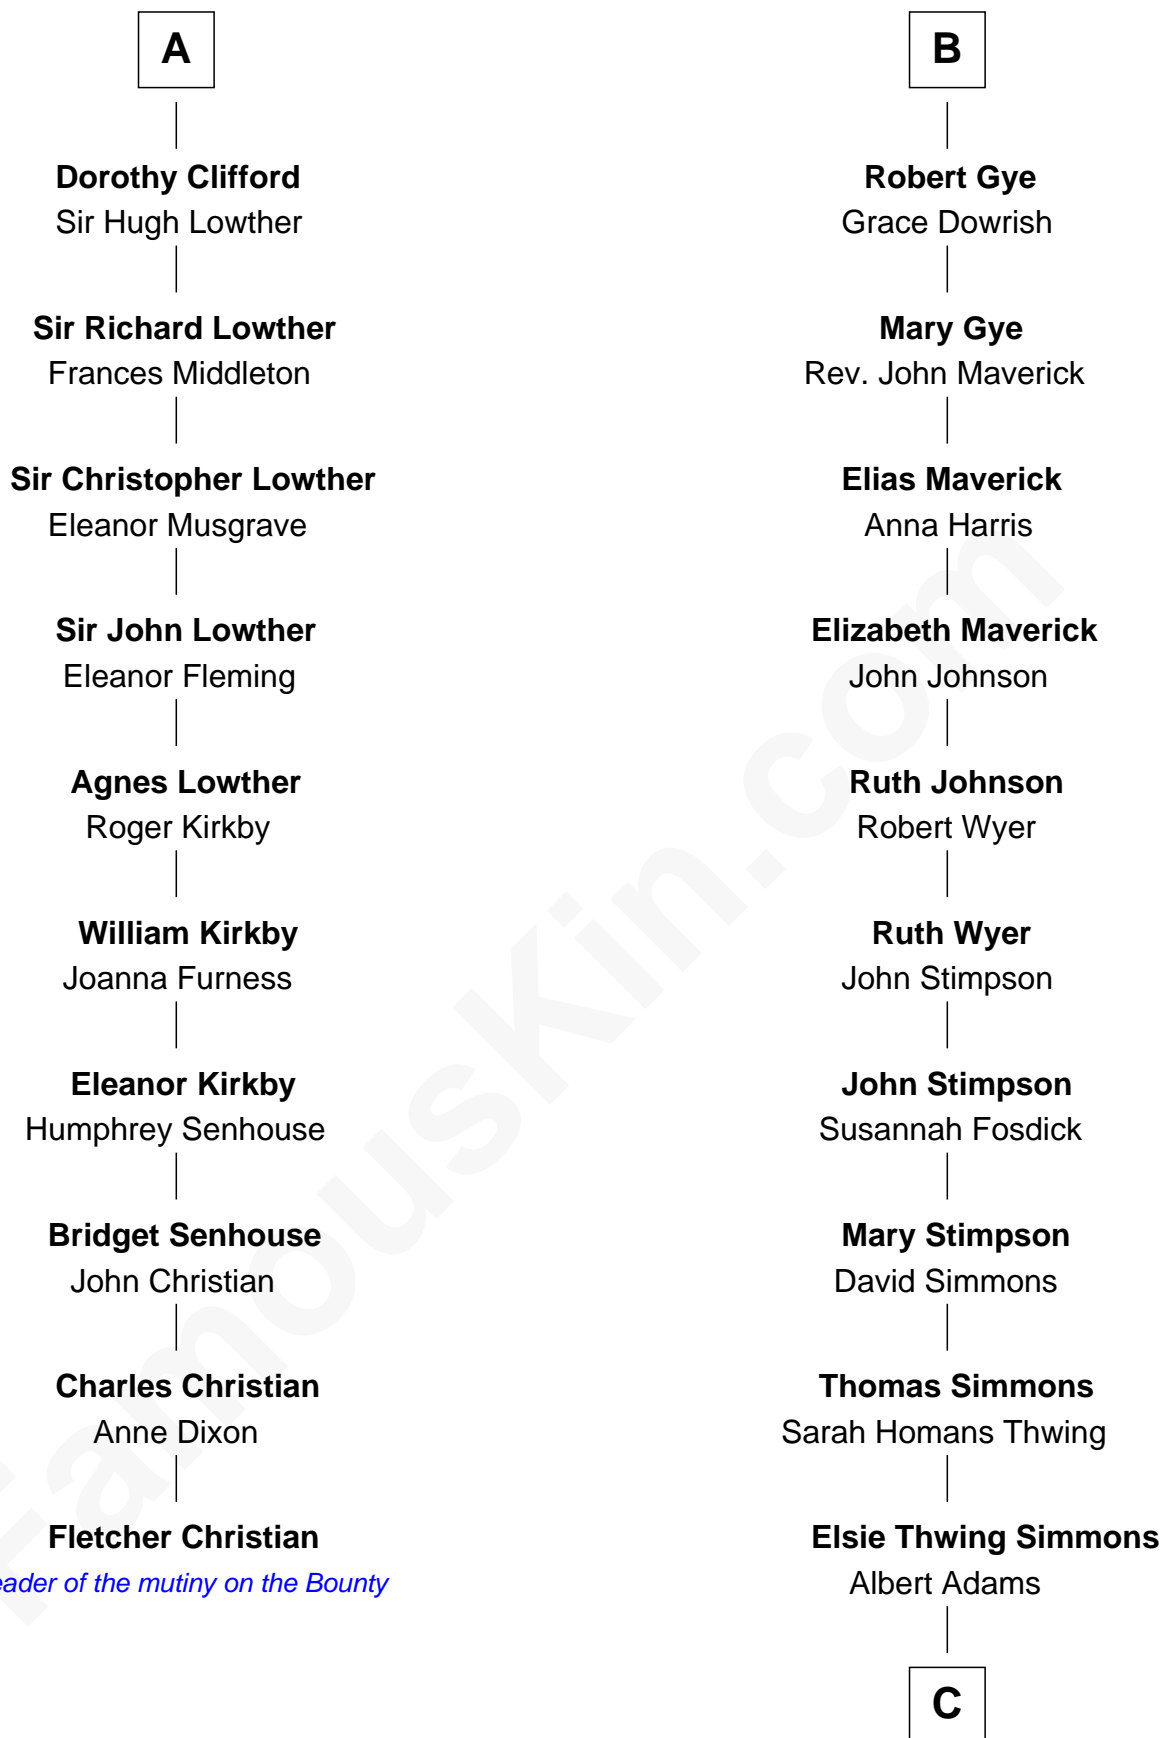 A
Dorothy Clifford
Sir Hugh Lowther
Sir Richard Lowther
Frances Middleton
Sir Christopher Lowther
Eleanor Musgrave
Sir John Lowther
Eleanor Fleming
Agnes Lowther
Roger Kirkby
William Kirkby
Joanna Furness
Eleanor Kirkby
Humphrey Senhouse
Bridget Senhouse
John Christian
Charles Christian
Anne Dixon
Fletcher Christian
eader of the mutiny on the Bounty
B
Robert Gye
Grace Dowrish
Mary Gye
Rev. John Maverick
Elias Maverick
Anna Harris
Elizabeth Maverick
John Johnson
Ruth Johnson
Robert Wyer
Ruth Wyer
John Stimpson
John Stimpson
Susannah Fosdick
Mary Stimpson
David Simmons
Thomas Simmons
Sarah Homans Thwing
Elsie Thwing Simmons
Albert Adams
C
FamousKin.com